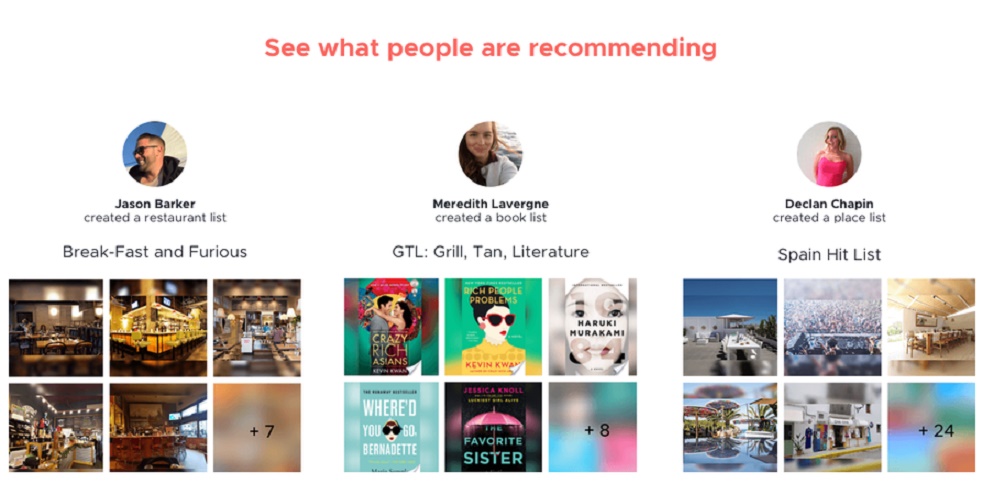 See what people are recommending
Jason Barker
created a restaurant list
Break-Fast and Furious
Meredith Lavergne
created a book list
GTL: Grill, Tan, Literature
Declan Chapin
created a place list
Spain Hit List
+ 7
CRAZY
RICH
ASIANS
KEVIN KWAN
RICH PEOPLE
PROBLEMS
KEVIN KWAN
HARUKI
MURAKAMI
WHERE'D
YOU GO,
BERNADETTE
JESSICA KNOLL
THE
FAVORITE
SISTER
+ 8
+ 24